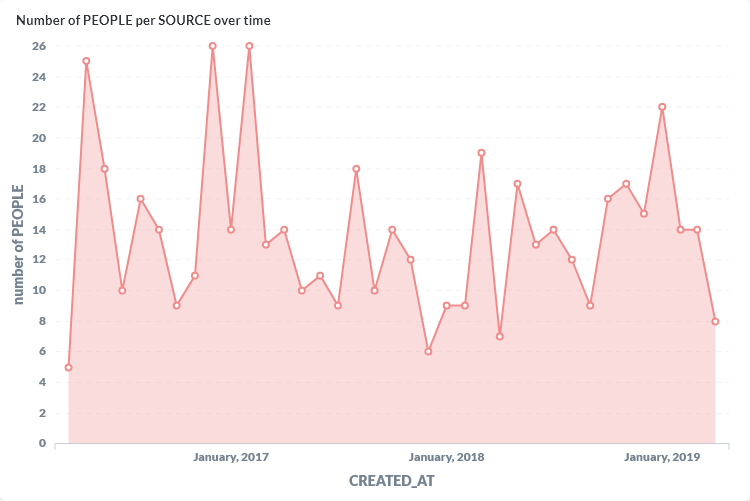 Number of PEOPLE per SOURCE over time
26
24
22
20
18
16
14
12
10
8
6
4
2
0
number of PEOPLE
January, 2017
January, 2018
January, 2019
CREATED_AT